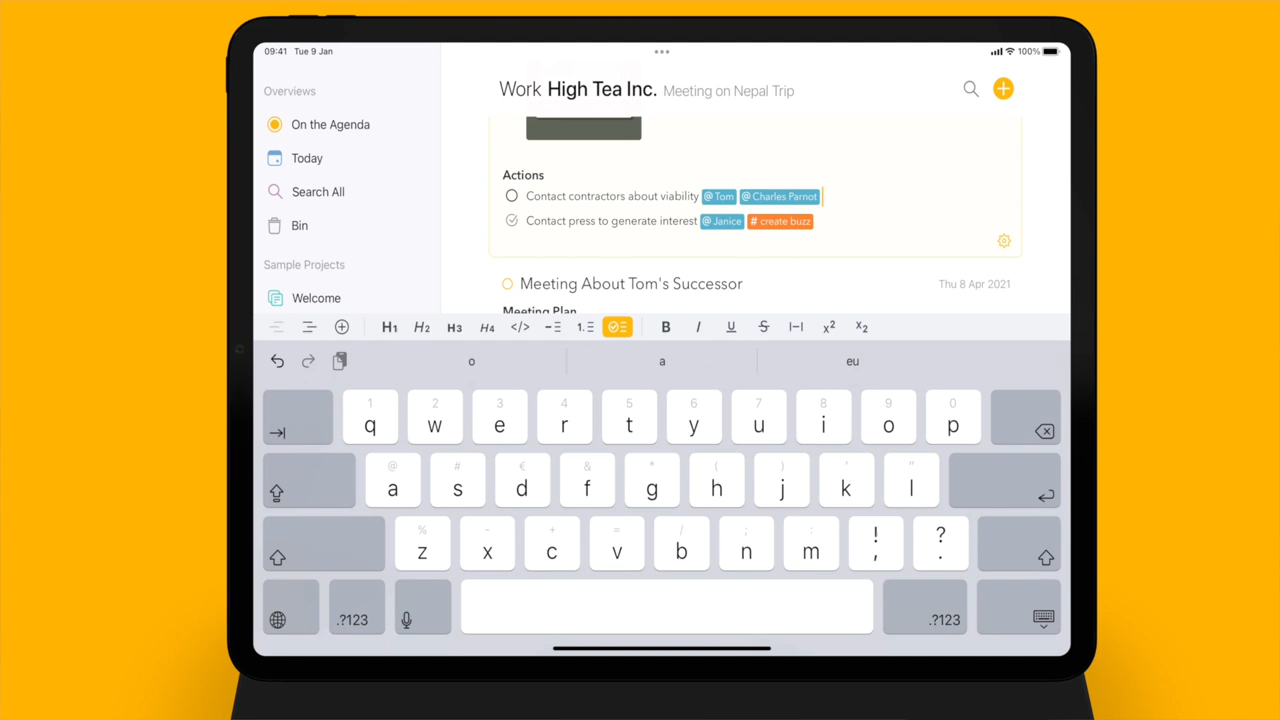 09:41 Tue 9 Jan
100%
Overviews
On the Agenda
Today
Search All
Bin
Sample Projects
Welcome
Work High Tea Inc. Meeting on Nepal Trip
Actions
Contact contractors about viability @Tom @Charles Parnot
Contact press to generate interest @Janice # create buzz
Meeting About Tom's Successor Thu 8 Apr 2021
Meeting Plan
H1 H2 H3 H4 </> 1. B I U S x² x₂
o a eu
1 2 3 4 5 6 7 8 9 0
q w e r t y u i o p
@ # € & * ( ) ' "
a s d f g h j k l
% - + = / ; : ! ?
z x c v b n m , .
.?123 .?123